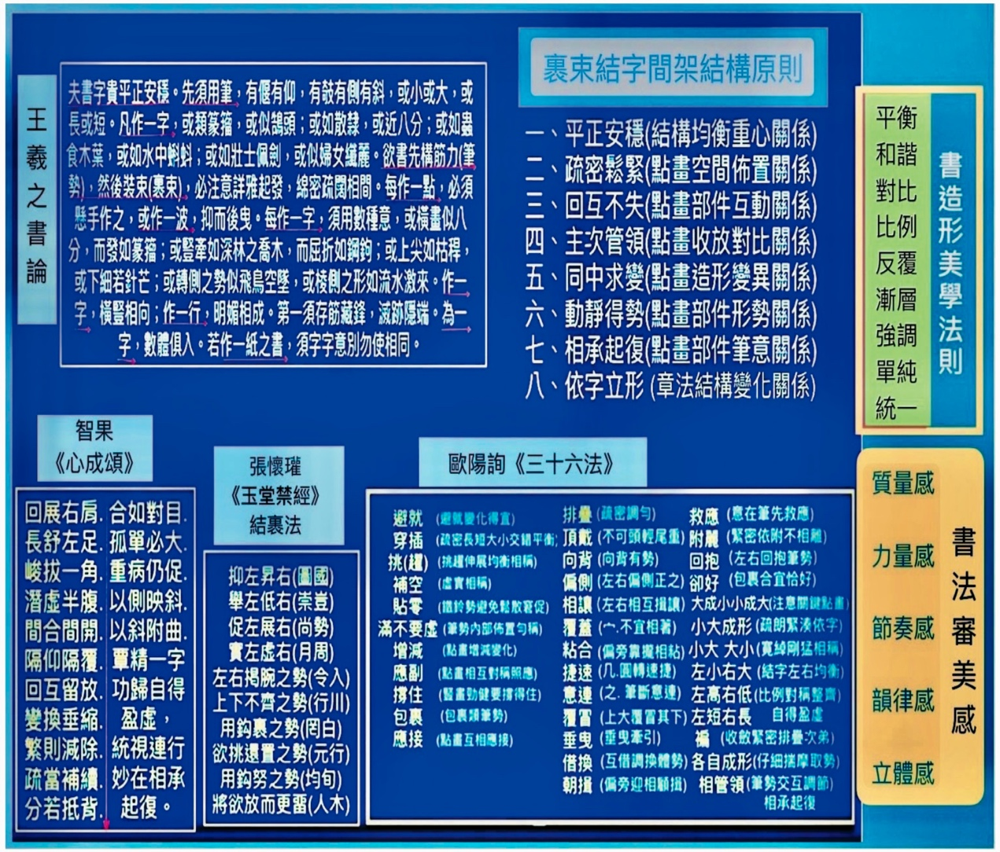 王羲之書論
夫書字貴平正安穩。先須用筆，有偃有仰，有敧有側有斜，或小或大，或
長或短。凡作一字，或類篆籀，或似鵠頭；或如散隸，或近八分；或如蟲
食木葉，或如水中蝌蚪；或如壯士佩劍，或似婦女纖麗。欲書先構筋力(筆
勢)，然後装束(裹束)，必注意詳雅起發，綿密疏闊相間。每作一點，必須
懸手作之，或作一波，抑而後曳。每作一字，須用數種意，或橫畫似八
分，而發如篆籀；或豎牽如深林之喬木，而屈折如鋼鉤；或上尖如枯稈，
或下細若針芒；或轉側之勢似飛鳥空墜，或棱側之形如流水激來。作一
字，橫豎相向；作一行，明媚相成。第一須存筋藏鋒，滅跡隱端。為一
字，數體俱入。若作一紙之書，須字字意別勿使相同。
裹束結字間架結構原則
一、平正安穩(結構均衡重心關係)
二、疏密鬆緊(點畫空間佈置關係)
三、回互不失(點畫部件互動關係)
四、主次管領(點畫收放對比關係)
五、同中求變(點畫造形變異關係)
六、動靜得勢(點畫部件形勢關係)
七、相承起復(點畫部件筆意關係)
八、依字立形(章法結構變化關係)
書造形美學法則
平衡
和諧
對比
比例
反覆
漸層
強調
單純
統一
智果
《心成頌》
回展右肩.
長舒左足.
峻拔一角.
潛虛半腹.
間合間開.
隔仰隔覆.
回互留放.
變換垂縮.
繁則減除.
疏當補續.
分若抵背.
合如對目.
孤單必大.
重病仍促.
以側映斜.
以斜附曲.
覃精一字
功歸自得
盈虛，
統視連行
妙在相承
起復。
張懷瓘
《玉堂禁經》
結裹法
抑左昇右(圖國)
舉左低右(崇豈)
促左展右(尚勢)
實左虛右(月周)
左右揭腕之勢(令入)
上下不齊之勢(行川)
用鈎裹之勢(罔白)
欲挑還置之勢(元行)
用鈎努之勢(均旬)
將欲放而更留(人木)
歐陽詢《三十六法》
避就 (避就變化得宜)
穿插 (疏密長短大小交錯平衡;
挑(趯) (挑趯伸展均衡相稱)
補空 (虛實相稱)
貼零
滿不要虛 (筆勢內部佈置勻稱)
增減 (點畫增減變化)
應副 (點畫相互對稱照應)
撐住 (豎畫勁健要撐得住)
包裹 (包裹類筆勢)
應接 (點畫互相應接)
排疊 (疏密調勻)
頂戴 (不可頭輕尾重)
向背 (向背有勢)
偏側 (左右偏側正之)
相讓 (左右相互揖讓)
覆蓋 (宀.不宜相著)
粘合 (偏旁靠攏相粘)
捷速 (几.圓轉速捷)
意連 (之.筆斷意連)
覆冒 (上大覆冒其下)
垂曳 (垂曳牽引)
借換 (互借調換體勢)
朝揖 (偏旁迎相顧揖)
救應 (意在筆先救應)
附麗 (緊密依附不相離)
回抱 (左右回抱筆勢)
卻好 (包裹合宜恰好)
大成小小成大(注意關鍵點畫)
小大成形 (疏朗緊湊依字)
小大 大小 (寬綽剛猛相稱)
左小右大 (結字左右均衡)
左高右低 (比例對稱整齊)
左短右長 自得盈虛
褊 (收斂緊密排疊次第)
各自成形(仔細揣摩取勢)
相管領 (筆勢交互調節)
相承起復
書法審美感
質量感
力量感
節奏感
韻律感
立體感